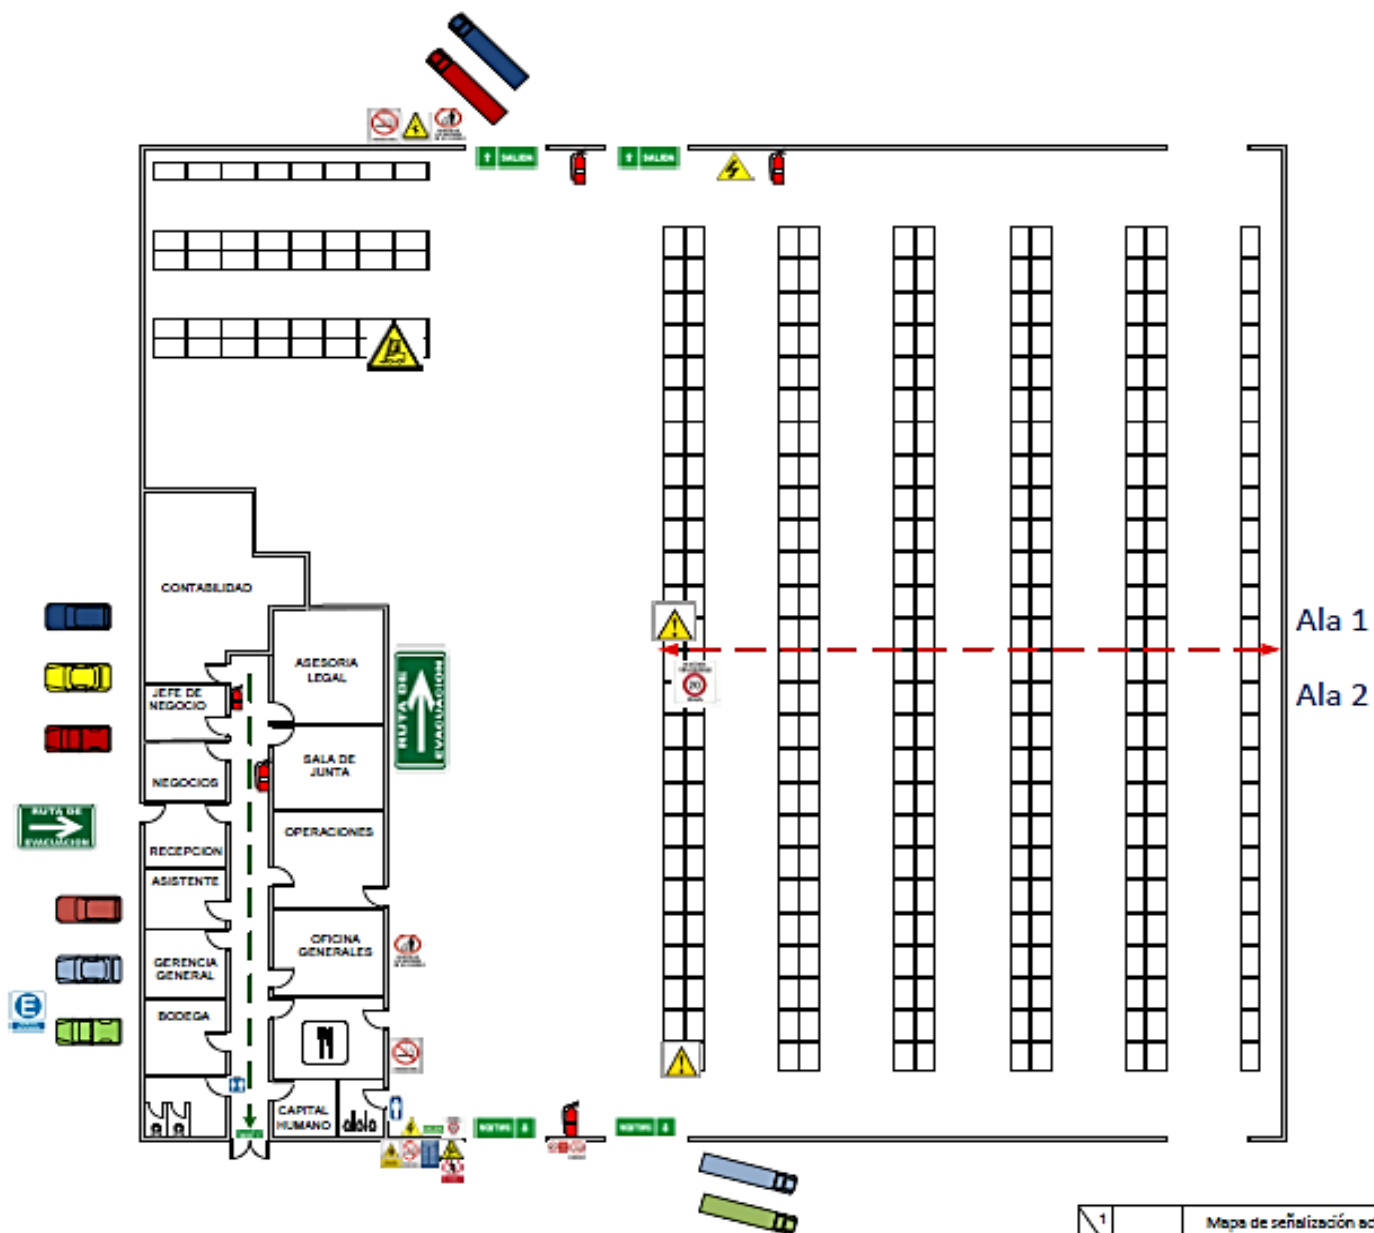 SALIDA
SALIDA
CONTABILIDAD
Ala 1
ASESORIA
LEGAL
RUTA DE
EVACUACION
20
Ala 2
JEFE DE
NEGOCIO
SALA DE
JUNTA
NEGOCIOS
RUTA DE
EVACUACION
OPERACIONES
RECEPCION
ASISTENTE
OFICINA
GENERALES
GERENCIA
GENERAL
E
BODEGA
CAPITAL
HUMANO
1
Mapa de señalización ac